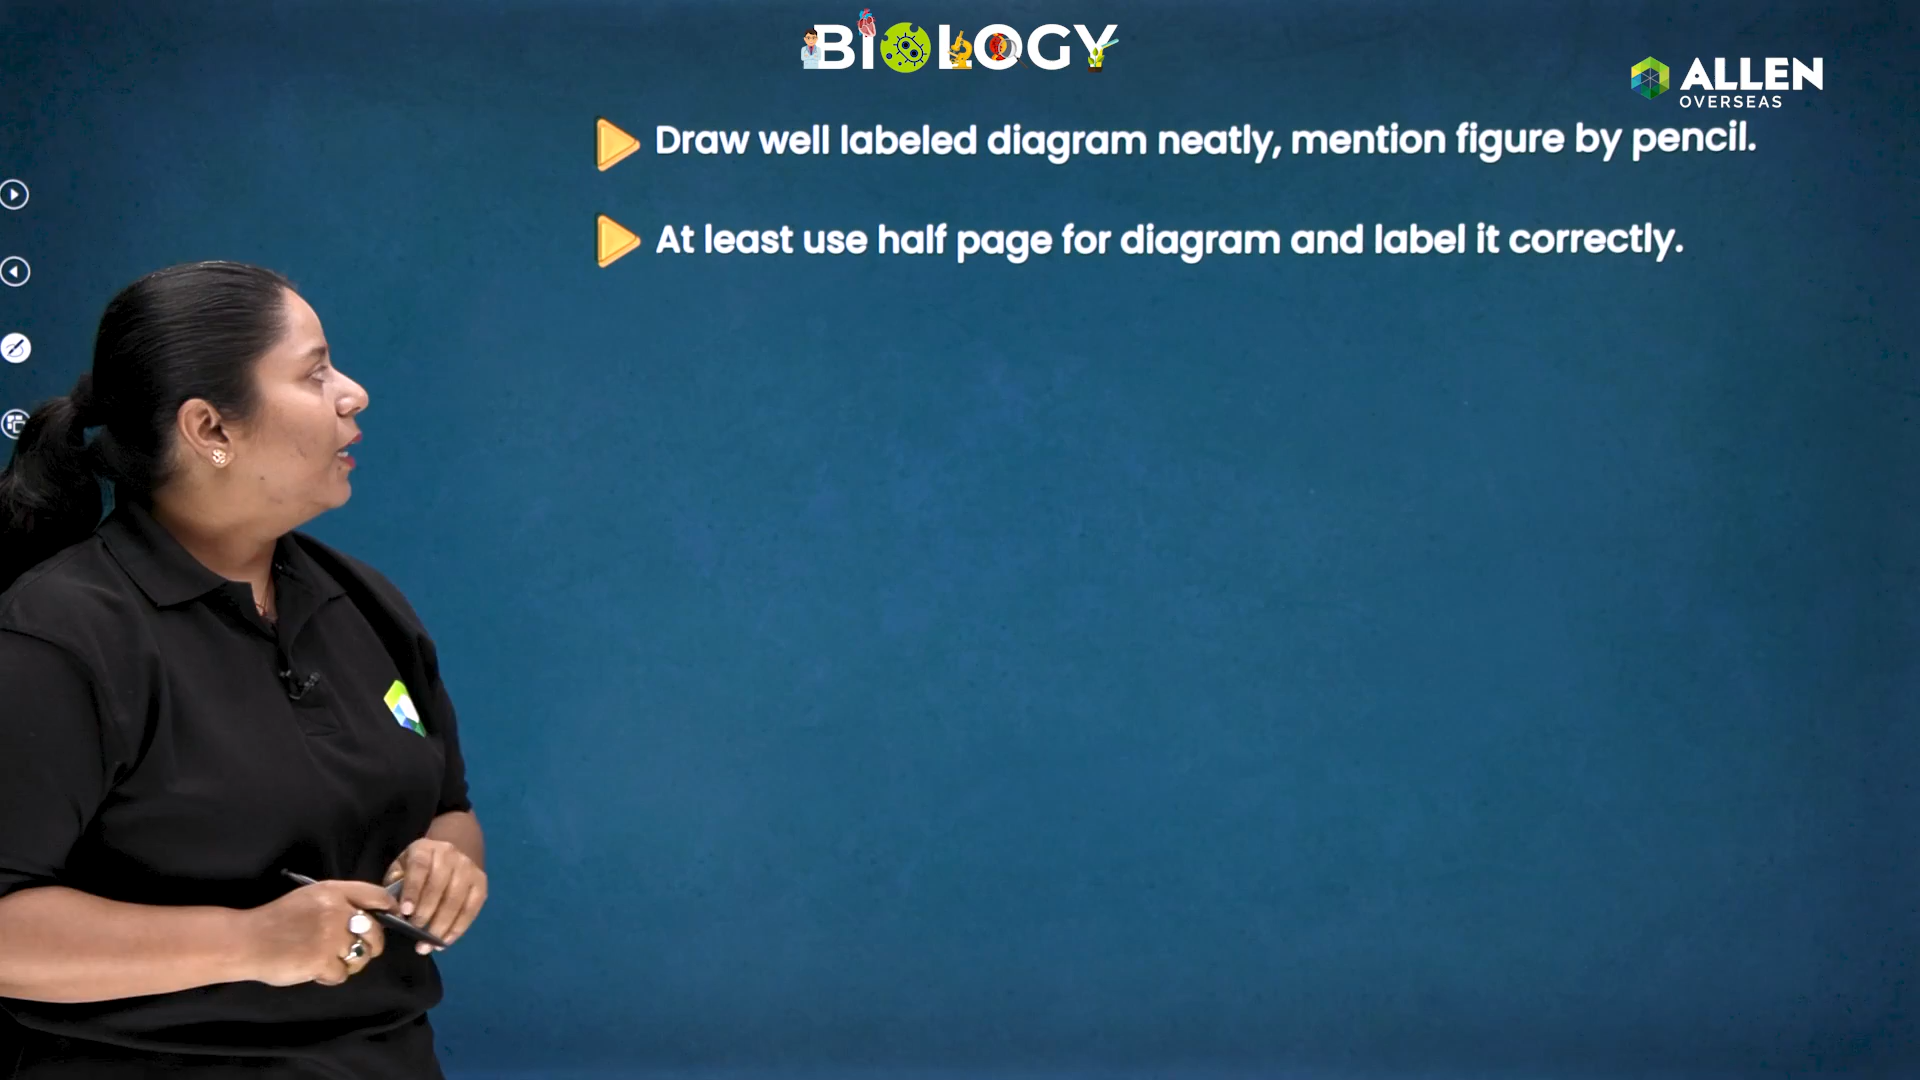 BIOLOGY
ALLEN
OVERSEAS
Draw well labeled diagram neatly, mention figure by pencil.
At least use half page for diagram and label it correctly.